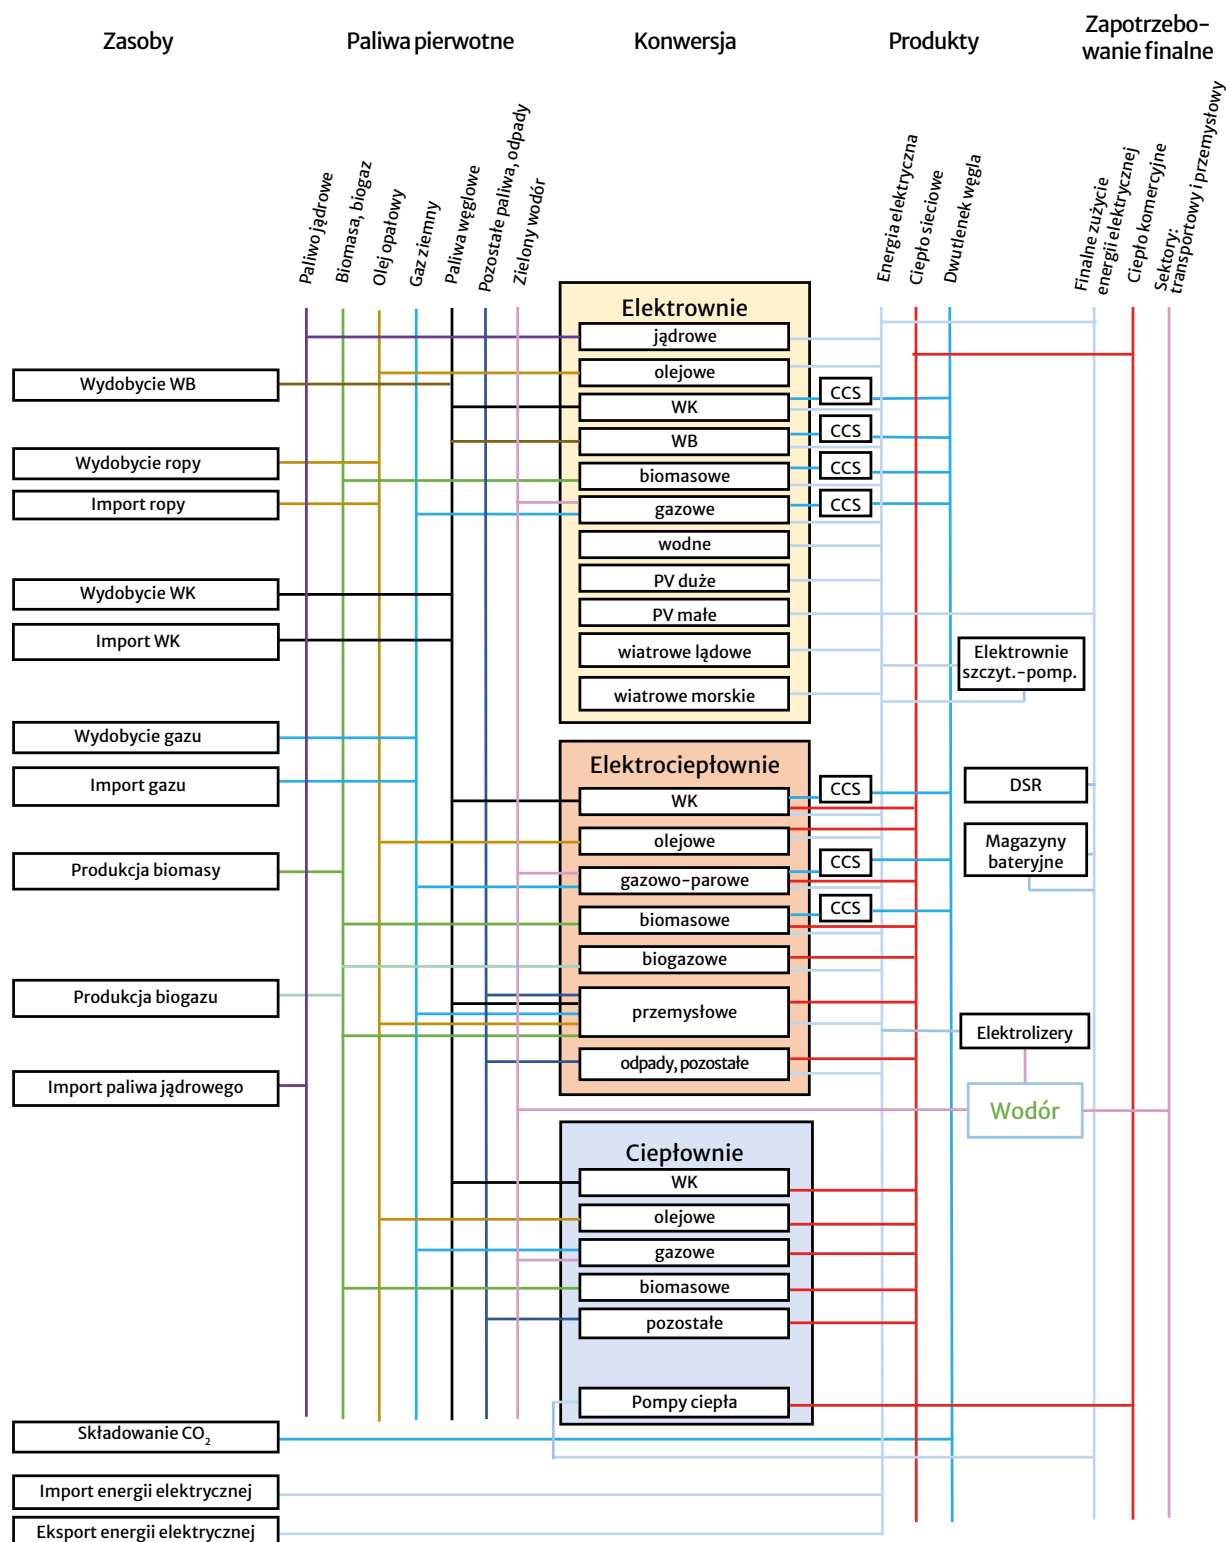 Zasoby
Paliwa pierwotne
Konwersja
Produkty
Zapotrzebo-
wanie finalne
Paliwo jądrowe
Biomasa, biogaz
Olej opałowy
Gaz ziemny
Paliwa węglowe
Pozostałe paliwa, odpady
Zielony wodór
Energia elektryczna
Ciepło sieciowe
Dwutlenek węgla
Finalne zużycie
energii elektrycznej
Ciepło komercyjne
Sektory:
transportowy i przemysłowy
Wydobycie WB
Wydobycie ropy
Import ropy
Wydobycie WK
Import WK
Wydobycie gazu
Import gazu
Produkcja biomasy
Produkcja biogazu
Import paliwa jądrowego
Składowanie CO₂
Import energii elektrycznej
Eksport energii elektrycznej
Elektrownie
jądrowe
olejowe
WK
WB
biomasowe
gazowe
wodne
PV duże
PV małe
wiatrowe lądowe
wiatrowe morskie
CCS
CCS
CCS
CCS
Elektrociepłownie
WK
olejowe
gazowo-parowe
biomasowe
biogazowe
przemysłowe
odpady, pozostałe
CCS
CCS
CCS
Ciepłownie
WK
olejowe
gazowe
biomasowe
pozostałe
Pompy ciepła
Elektrownie
szczyt.-pomp.
DSR
Magazyny
bateryjne
Elektrolizery
Wodór